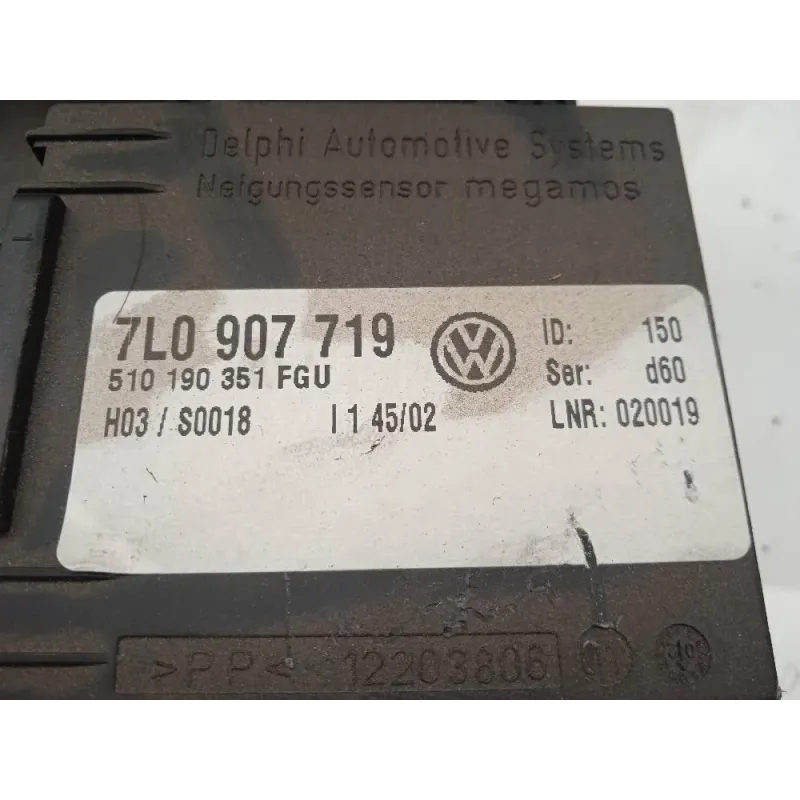 Delphi Automotive Systems
Neigungssensor megamos
7L0 907 719
510 190 351 FGU
H03 / S0018 I 1 45/02
ID: 150
Ser: d60
LNR: 020019
>PP< 12203806